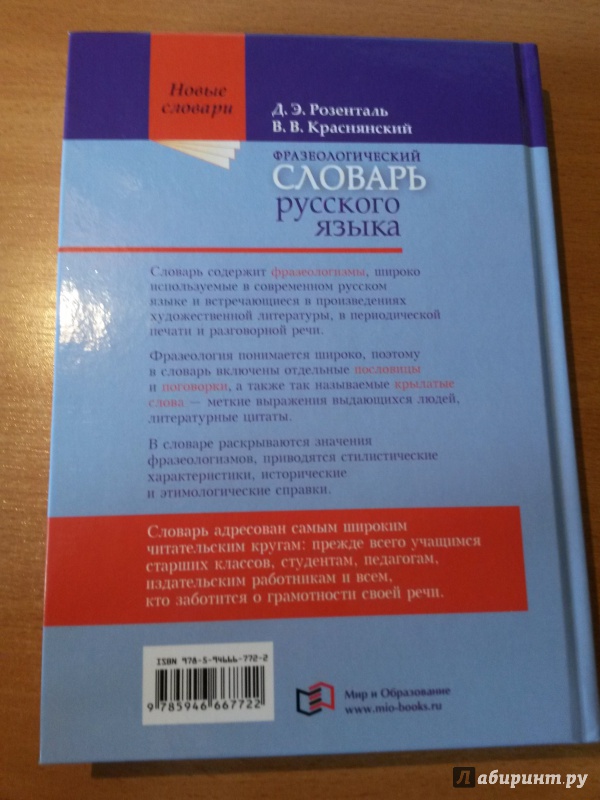 Новые
словари
Д. Э. Розенталь
В. В. Краснянский
ФРАЗЕОЛОГИЧЕСКИЙ
СЛОВАРЬ
русского
языка
Словарь содержит фразеологизмы, широко
используемые в современном русском
языке и встречающиеся в произведениях
художественной литературы, в периодической
печати и разговорной речи.
Фразеология понимается широко, поэтому
в словарь включены отдельные пословицы
и поговорки, а также так называемые крылатые
слова — меткие выражения выдающихся людей,
литературные цитаты.
В словаре раскрываются значения
фразеологизмов, приводятся стилистические
характеристики, исторические
и этимологические справки.
Словарь адресован самым широким
читательским кругам: прежде всего учащимся
старших классов, студентам, педагогам,
издательским работникам и всем,
кто заботится о грамотности своей речи.
ISBN 978-5-94666-772-2
9 785946 667722
Мир и Образование
www.mio-books.ru
Лабиринт.ру